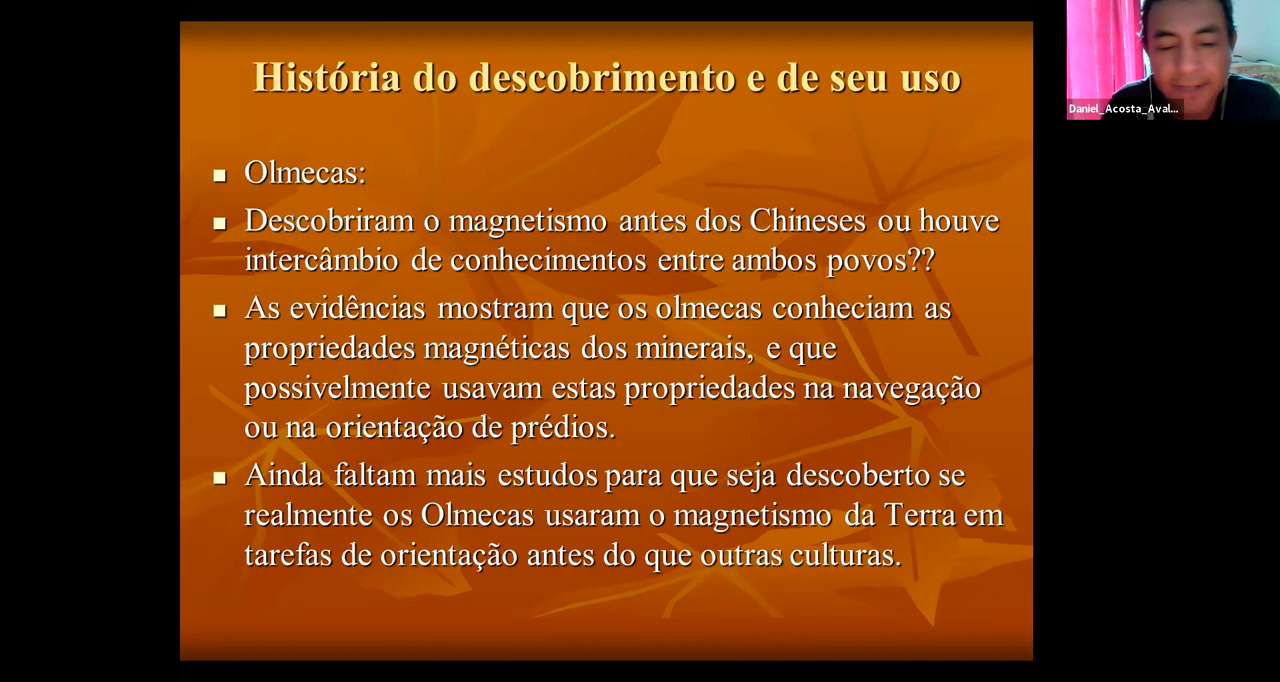 História do descobrimento e de seu uso
Olmecas:
Descobriram o magnetismo antes dos Chineses ou houve
intercâmbio de conhecimentos entre ambos povos??
As evidências mostram que os olmecas conheciam as
propriedades magnéticas dos minerais, e que
possivelmente usavam estas propriedades na navegação
ou na orientação de prédios.
Ainda faltam mais estudos para que seja descoberto se
realmente os Olmecas usaram o magnetismo da Terra em
tarefas de orientação antes do que outras culturas.
Daniel_Acosta_Aval...